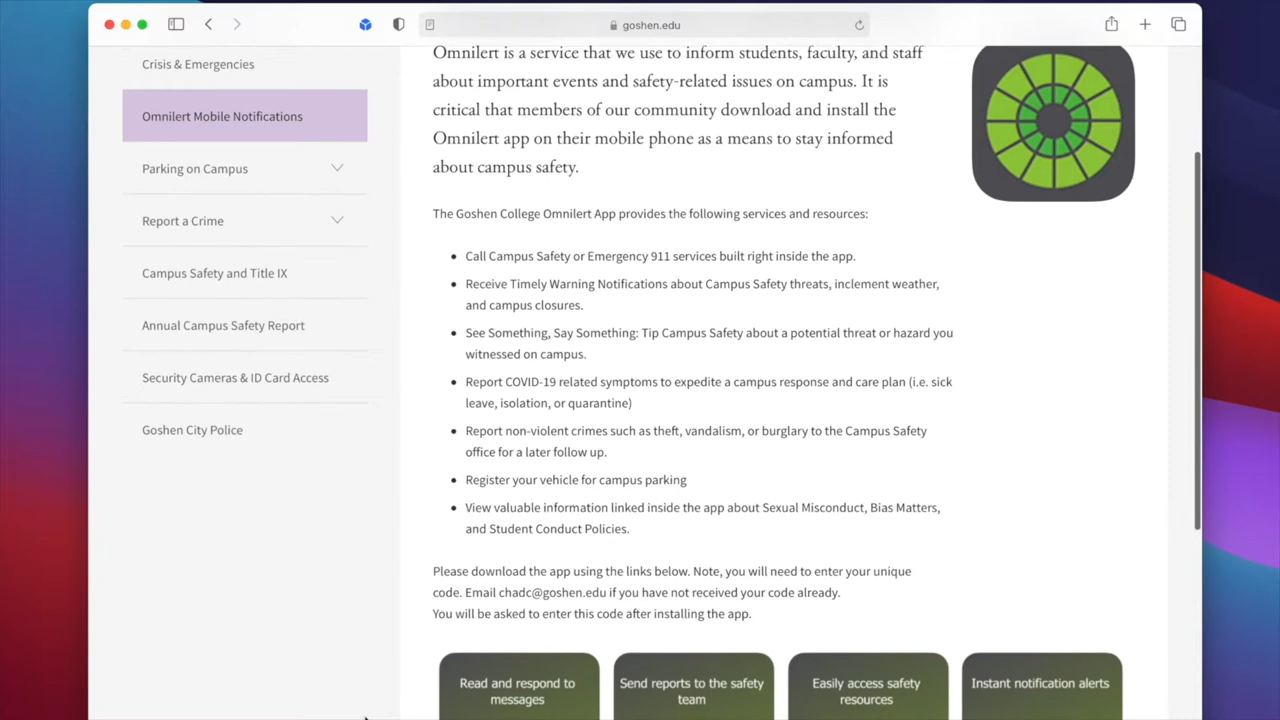 goshen.edu
Crisis & Emergencies
Omnilert Mobile Notifications
Parking on Campus
Report a Crime
Campus Safety and Title IX
Annual Campus Safety Report
Security Cameras & ID Card Access
Goshen City Police
Omnilert is a service that we use to inform students, faculty, and staff
about important events and safety-related issues on campus. It is
critical that members of our community download and install the
Omnilert app on their mobile phone as a means to stay informed
about campus safety.
The Goshen College Omnilert App provides the following services and resources:
• Call Campus Safety or Emergency 911 services built right inside the app.
• Receive Timely Warning Notifications about Campus Safety threats, inclement weather,
and campus closures.
• See Something, Say Something: Tip Campus Safety about a potential threat or hazard you
witnessed on campus.
• Report COVID-19 related symptoms to expedite a campus response and care plan (i.e. sick
leave, isolation, or quarantine)
• Report non-violent crimes such as theft, vandalism, or burglary to the Campus Safety
office for a later follow up.
• Register your vehicle for campus parking
• View valuable information linked inside the app about Sexual Misconduct, Bias Matters,
and Student Conduct Policies.
Please download the app using the links below. Note, you will need to enter your unique
code. Email chadc@goshen.edu if you have not received your code already.
You will be asked to enter this code after installing the app.
Read and respond to
messages
Send reports to the safety
team
Easily access safety
resources
Instant notification alerts